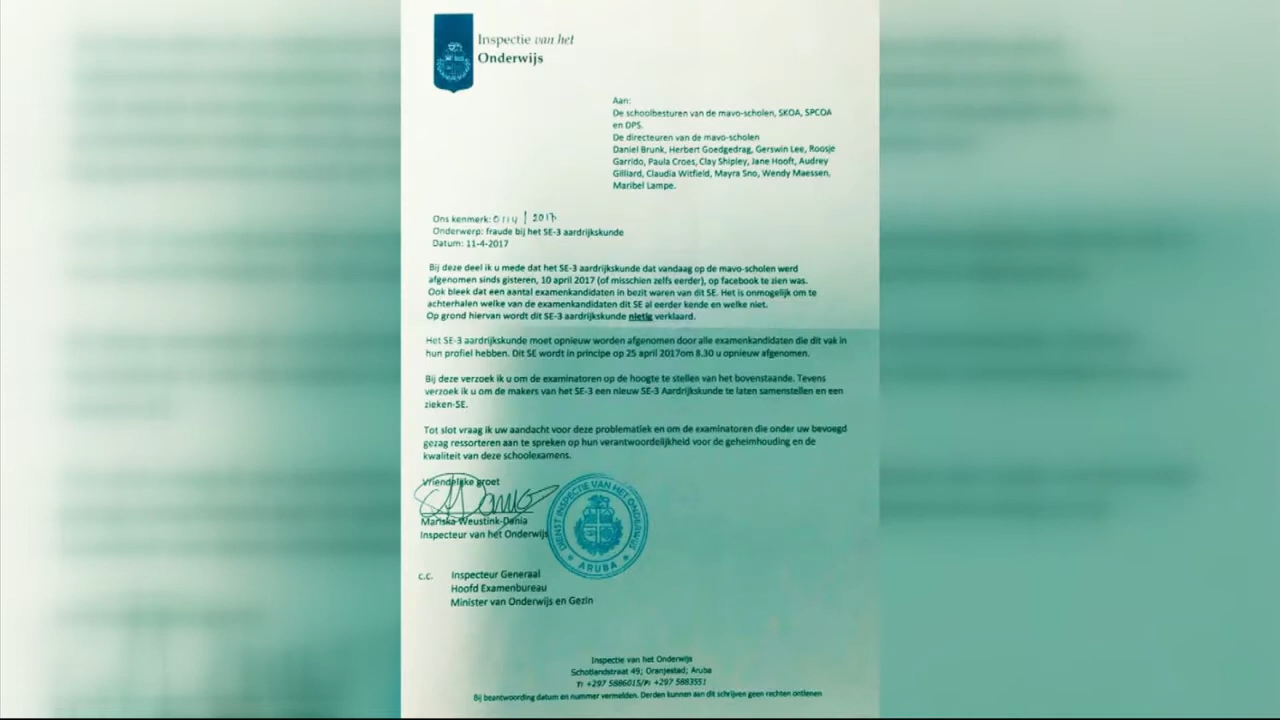 Inspectie van het
Onderwijs
Aan:
De schoolbesturen van de mavo-scholen, SKOA, SPCOA
en DPS.
De directeuren van de mavo-scholen
Daniel Brunk, Herbert Goedgedrag, Gerswin Lee, Roosje
Garrido, Paula Croes, Clay Shipley, Jane Hooft, Audrey
Gilliard, Claudia Witfield, Mayra Sno, Wendy Maessen,
Maribel Lampe.
Ons kenmerk: 0114 / 2017
Onderwerp: fraude bij het SE-3 aardrijkskunde
Datum: 11-4-2017
Bij deze deel ik u mede dat het SE-3 aardrijkskunde dat vandaag op de mavo-scholen werd
afgenomen sinds gisteren, 10 april 2017 (of misschien zelfs eerder), op facebook te zien was.
Ook bleek dat een aantal examenkandidaten in bezit waren van dit SE. Het is onmogelijk om te
achterhalen welke van de examenkandidaten dit SE al eerder kende en welke niet.
Op grond hiervan wordt dit SE-3 aardrijkskunde nietig verklaard.
Het SE-3 aardrijkskunde moet opnieuw worden afgenomen door alle examenkandidaten die dit vak in
hun profiel hebben. Dit SE wordt in principe op 25 april 2017om 8.30 u opnieuw afgenomen.
Bij deze verzoek ik u om de examinatoren op de hoogte te stellen van het bovenstaande. Tevens
verzoek ik u om de makers van het SE-3 een nieuw SE-3 Aardrijkskunde te laten samenstellen en een
zieken-SE.
Tot slot vraag ik uw aandacht voor deze problematiek en om de examinatoren die onder uw bevoegd
gezag ressorteren aan te spreken op hun verantwoordelijkheid voor de geheimhouding en de
kwaliteit van deze schoolexamens.
Vriendelijke groet
Mariska Weustink-Dania
Inspecteur van het Onderwijs
DIENST INSPECTIE VAN HET ONDERWIJS
ARUBA
c.c. Inspecteur Generaal
Hoofd Examenbureau
Minister van Onderwijs en Gezin
Inspectie van het Onderwijs
Schotlandstraat 49; Oranjestad; Aruba
T: +297 5886015/F: +297 5883551
Bij beantwoording datum en nummer vermelden. Derden kunnen aan dit schrijven geen rechten ontlenen